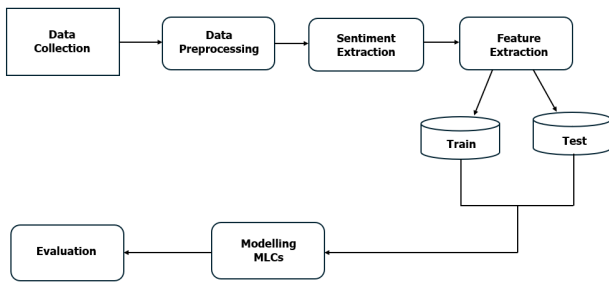 Data
Collection
Data
Preprocessing
Sentiment
Extraction
Feature
Extraction
Train
Test
Evaluation
Modelling
MLCs